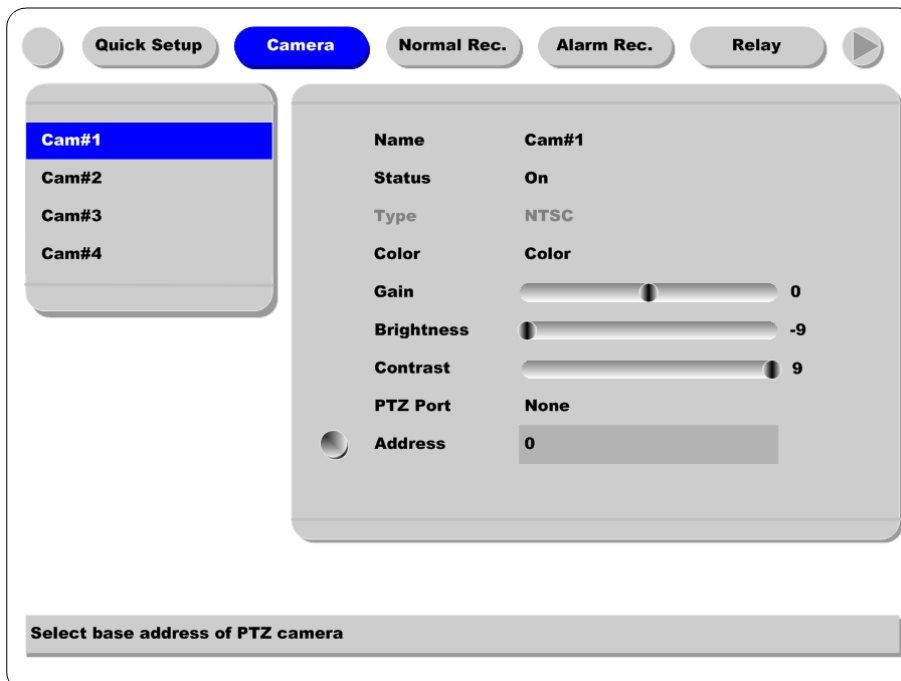 Quick Setup Camera Normal Rec. Alarm Rec. Relay
Cam#1
Cam#2
Cam#3
Cam#4
Name Cam#1
Status On
Type NTSC
Color Color
Gain 0
Brightness -9
Contrast 9
PTZ Port None
Address 0
Select base address of PTZ camera